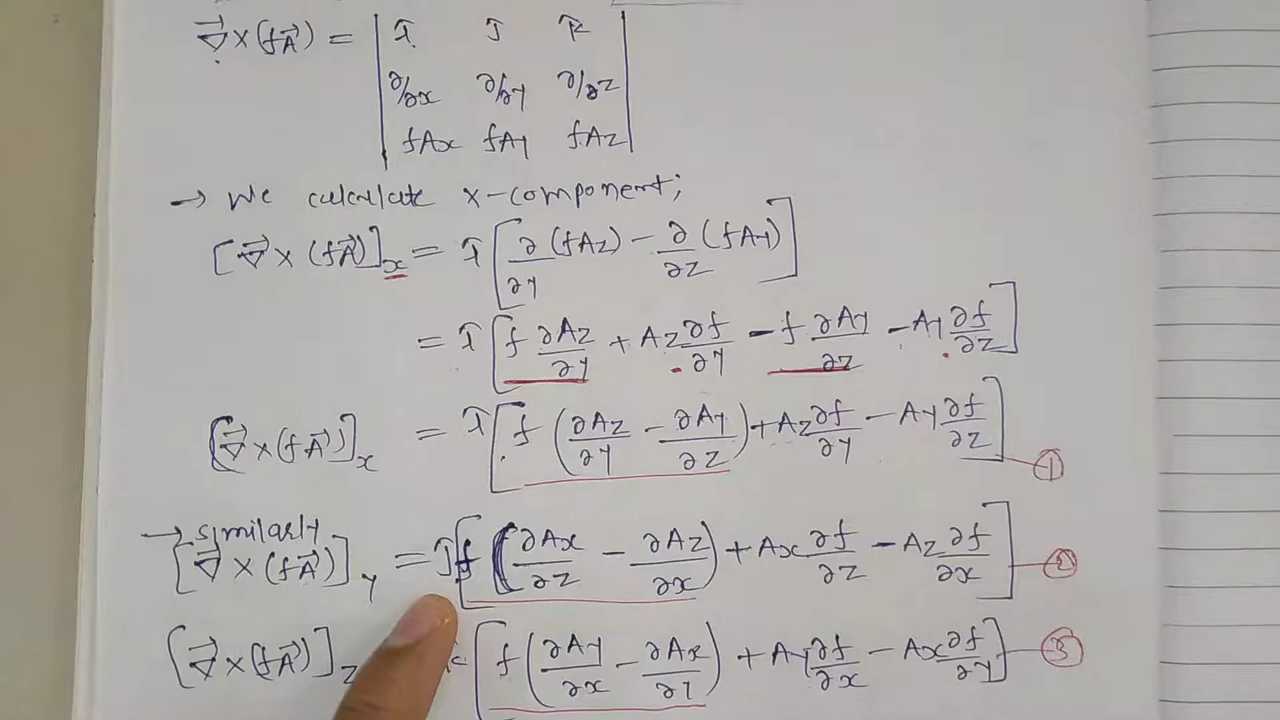 ∇⃗ × (fA⃗) = | î ĵ k̂
∂/∂x ∂/∂y ∂/∂z
fAx fAy fAz |
→ We calculate x-component;
[∇⃗ × (fA⃗)]x = î [∂/∂y (fAz) − ∂/∂z (fAy)]
= î [f ∂Az/∂y + Az ∂f/∂y − f ∂Ay/∂z − Ay ∂f/∂z]
[∇⃗ × (fA⃗)]x = î [f (∂Az/∂y − ∂Ay/∂z) + Az ∂f/∂y − Ay ∂f/∂z] — ①
→ similarly
[∇⃗ × (fA⃗)]y = ĵ [f (∂Ax/∂z − ∂Az/∂x) + Ax ∂f/∂z − Az ∂f/∂x] — ②
[∇⃗ × (fA⃗)]z = [f (∂Ay/∂x − ∂Ax/∂y) + Ay ∂f/∂x − Ax ∂f/∂y] — ③